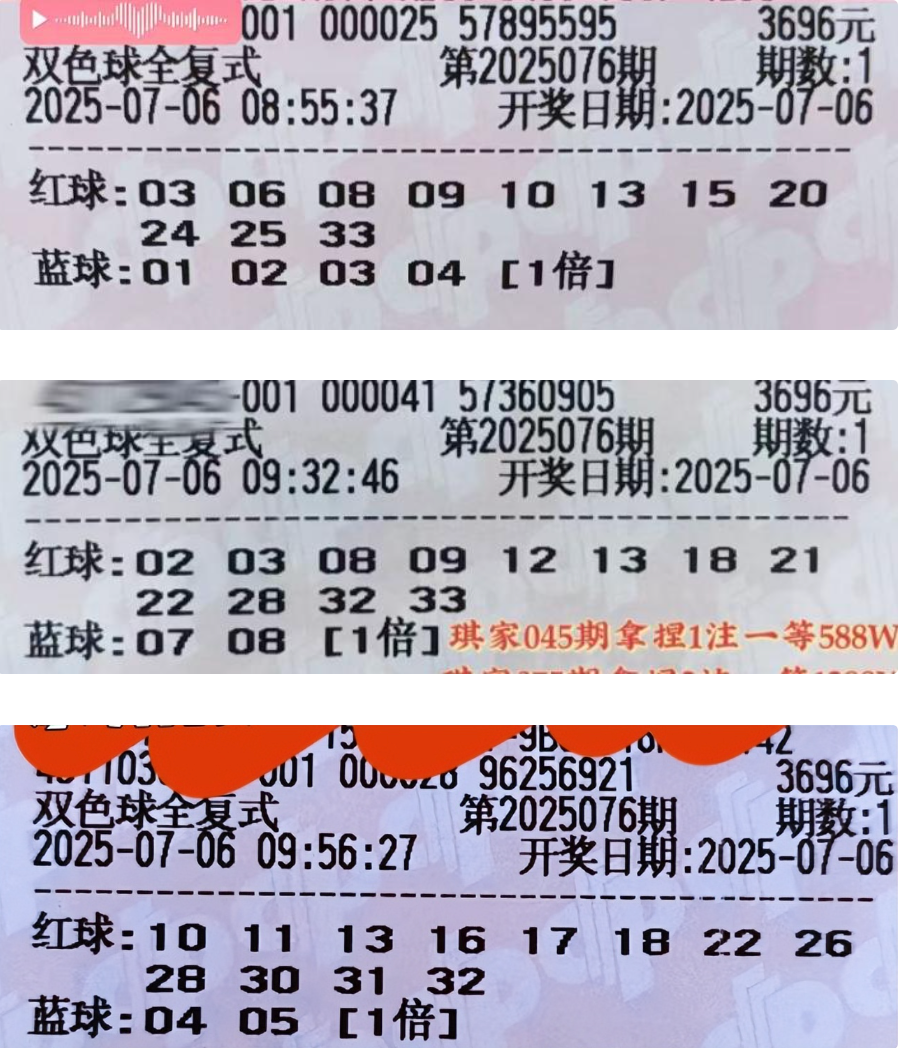 001 000025 57895595 3696元
双色球全复式 第2025076期 期数:1
2025-07-06 08:55:37 开奖日期:2025-07-06
红球:03 06 08 09 10 13 15 20
24 25 33
蓝球:01 02 03 04 [1倍]
-001 000041 57360905 3696元
双色球全复式 第2025076期 期数:1
2025-07-06 09:32:46 开奖日期:2025-07-06
红球:02 03 08 09 12 13 18 21
22 28 32 33
蓝球:07 08 [1倍] 琪家045期拿捏1注一等588W
001 96256921 3696元
双色球全复式 第2025076期 期数:1
2025-07-06 09:56:27 开奖日期:2025-07-06
红球:10 11 13 16 17 18 22 26
28 30 31 32
蓝球:04 05 [1倍]